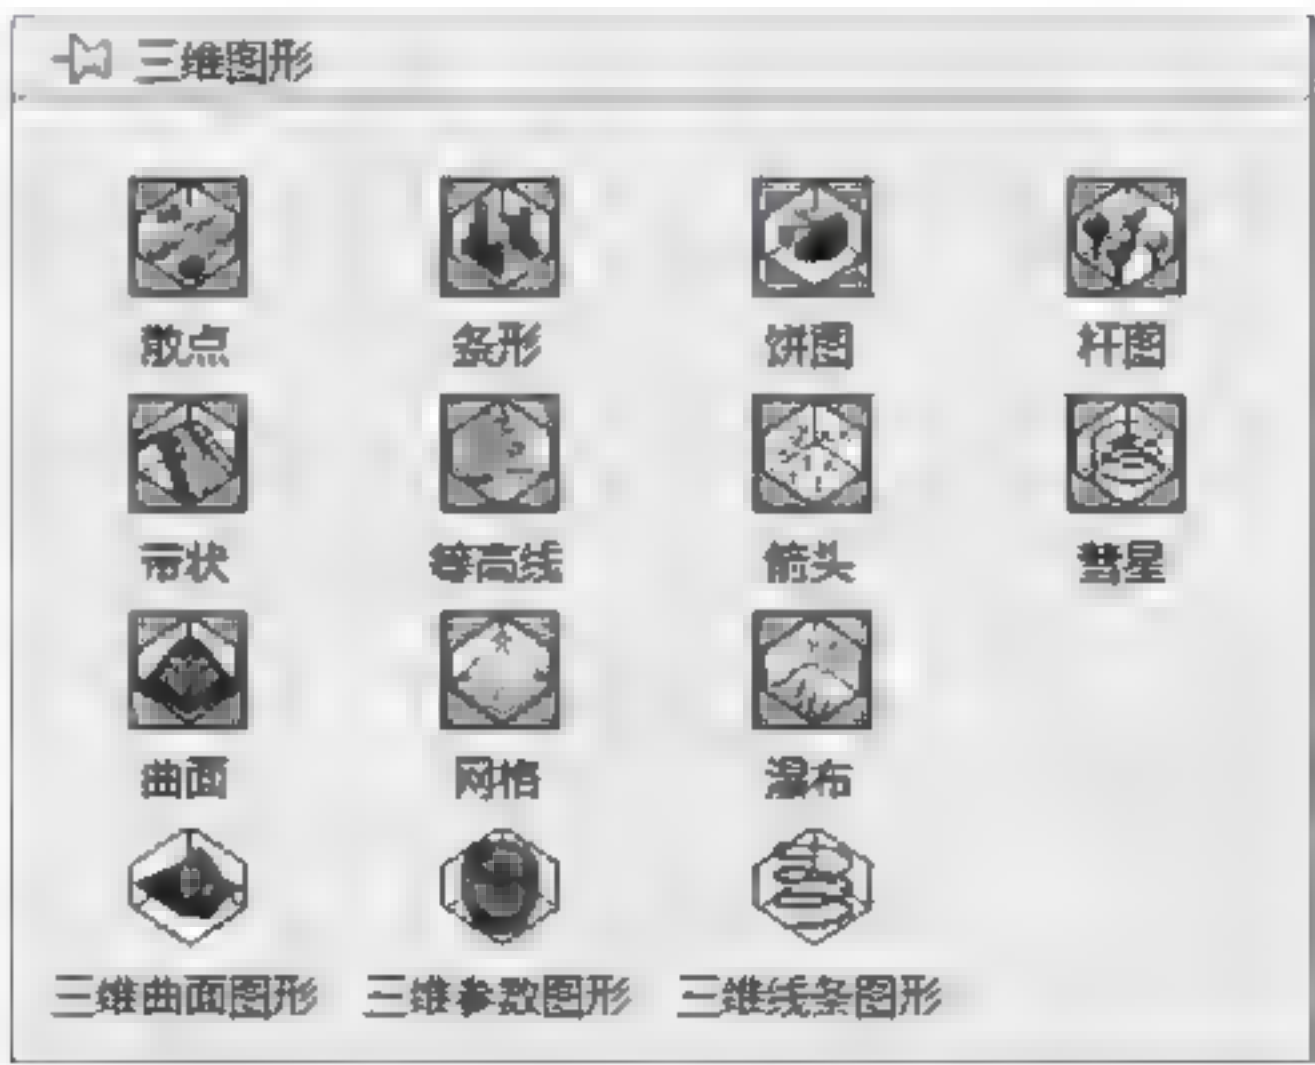 三维图形
散点 条形 饼图 杆图
带状 等高线 箭头 彗星
曲面 网格 瀑布
三维曲面图形 三维参数图形 三维线条图形